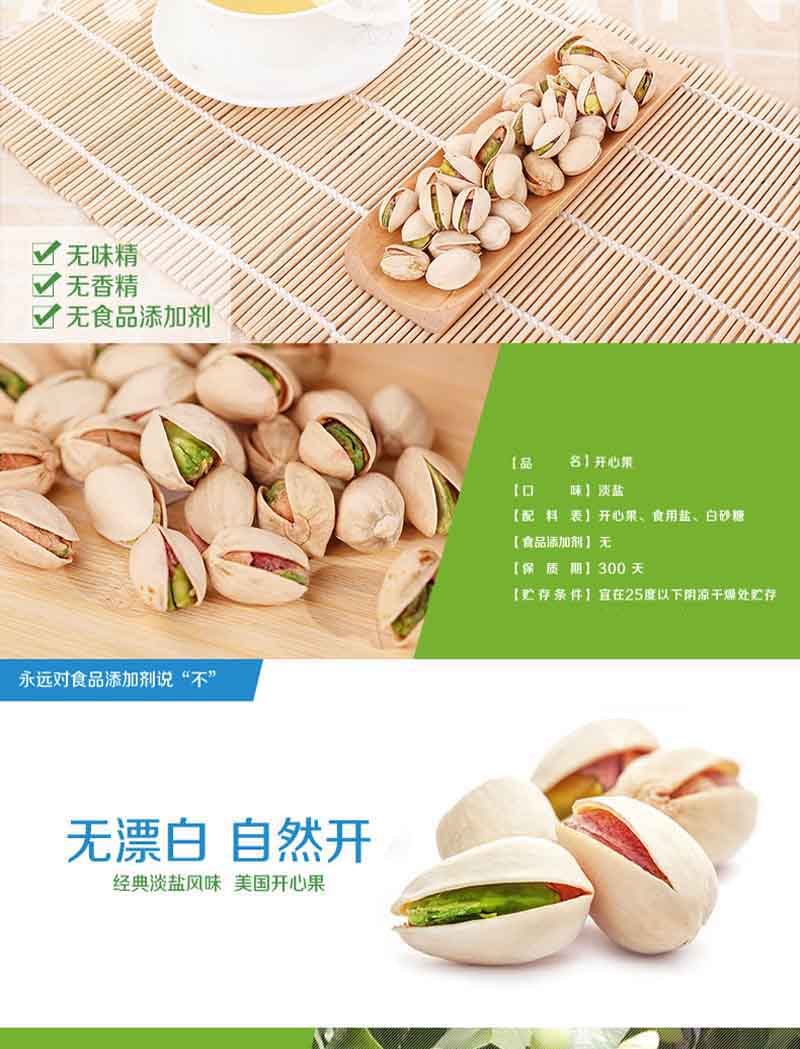 无味精
无香精
无食品添加剂
【品 名】开心果
【口 味】淡盐
【配 料 表】开心果、食用盐、白砂糖
【食品添加剂】无
【保 质 期】300 天
【贮存条件】宜在25度以下阴凉干燥处贮存
永远对食品添加剂说“不”
无漂白 自然开
经典淡盐风味 美国开心果